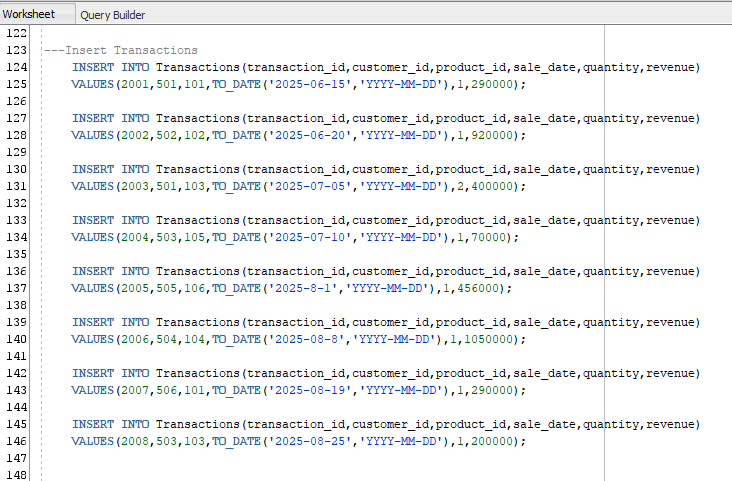 Worksheet Query Builder
122
123 ---Insert Transactions
124 INSERT INTO Transactions(transaction_id,customer_id,product_id,sale_date,quantity,revenue)
125 VALUES(2001,501,101,TO_DATE('2025-06-15','YYYY-MM-DD'),1,290000);
126
127 INSERT INTO Transactions(transaction_id,customer_id,product_id,sale_date,quantity,revenue)
128 VALUES(2002,502,102,TO_DATE('2025-06-20','YYYY-MM-DD'),1,920000);
129
130 INSERT INTO Transactions(transaction_id,customer_id,product_id,sale_date,quantity,revenue)
131 VALUES(2003,501,103,TO_DATE('2025-07-05','YYYY-MM-DD'),2,400000);
132
133 INSERT INTO Transactions(transaction_id,customer_id,product_id,sale_date,quantity,revenue)
134 VALUES(2004,503,105,TO_DATE('2025-07-10','YYYY-MM-DD'),1,70000);
135
136 INSERT INTO Transactions(transaction_id,customer_id,product_id,sale_date,quantity,revenue)
137 VALUES(2005,505,106,TO_DATE('2025-8-1','YYYY-MM-DD'),1,456000);
138
139 INSERT INTO Transactions(transaction_id,customer_id,product_id,sale_date,quantity,revenue)
140 VALUES(2006,504,104,TO_DATE('2025-08-8','YYYY-MM-DD'),1,1050000);
141
142 INSERT INTO Transactions(transaction_id,customer_id,product_id,sale_date,quantity,revenue)
143 VALUES(2007,506,101,TO_DATE('2025-08-19','YYYY-MM-DD'),1,290000);
144
145 INSERT INTO Transactions(transaction_id,customer_id,product_id,sale_date,quantity,revenue)
146 VALUES(2008,503,103,TO_DATE('2025-08-25','YYYY-MM-DD'),1,200000);
147
148